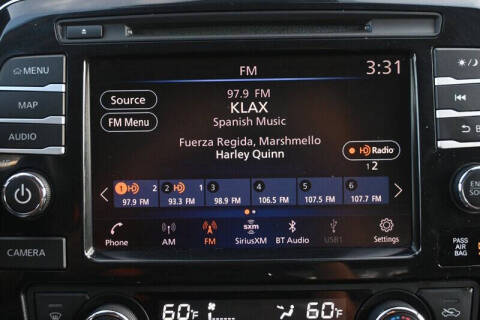 FM 3:31
MENU
MAP
AUDIO
CAMERA
Source
FM Menu
97.9 FM
KLAX
Spanish Music
Fuerza Regida, Marshmello
Harley Quinn
HD Radio
1 2
1 HD 2
97.9 FM
2 HD 1
93.3 FM
3
98.9 FM
4
106.5 FM
5
107.5 FM
6
107.7 FM
Phone
AM
FM
sxm
SiriusXM
BT Audio
USB1
Settings
B
ENT
SOUN
PASS
AIR
BAG
60°F
60°F